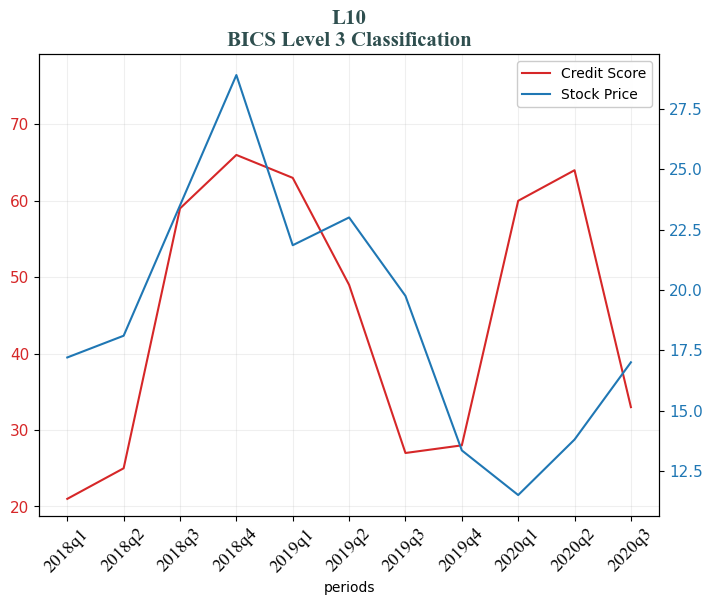 L10
BICS Level 3 Classification
Credit Score
Stock Price
70
60
50
40
30
20
27.5
25.0
22.5
20.0
17.5
15.0
12.5
2018q1
2018q2
2018q3
2018q4
2019q1
2019q2
2019q3
2019q4
2020q1
2020q2
2020q3
periods